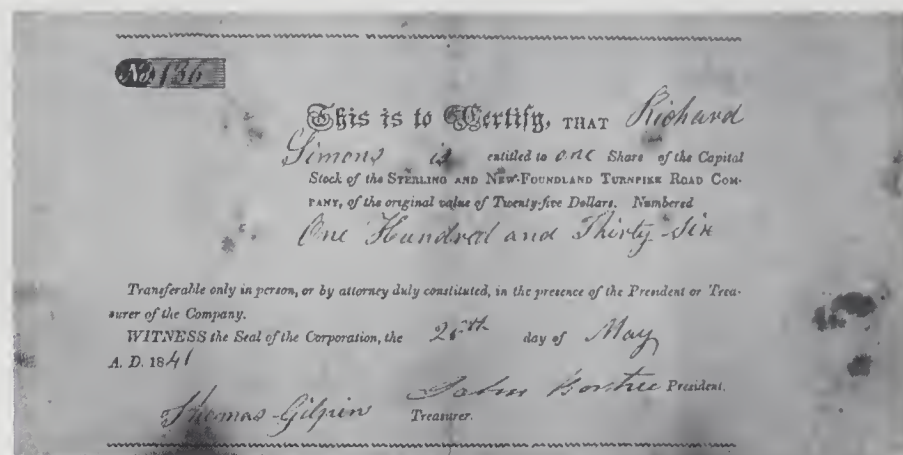 No. 136
This is to Certify, THAT Richard
Simons is entitled to one Share of the Capital
Stock of the STERLING AND NEW-FOUNDLAND TURNPIKE ROAD COM-
PANY, of the original value of Twenty-five Dollars. Numbered
One Hundred and Thirty-Six
Transferable only in person, or by attorney duly constituted, in the presence of the President or Trea-
surer of the Company.
WITNESS the Seal of the Corporation, the day of May
A. D. 1841
John President.
Thomas Gilpin Treasurer.